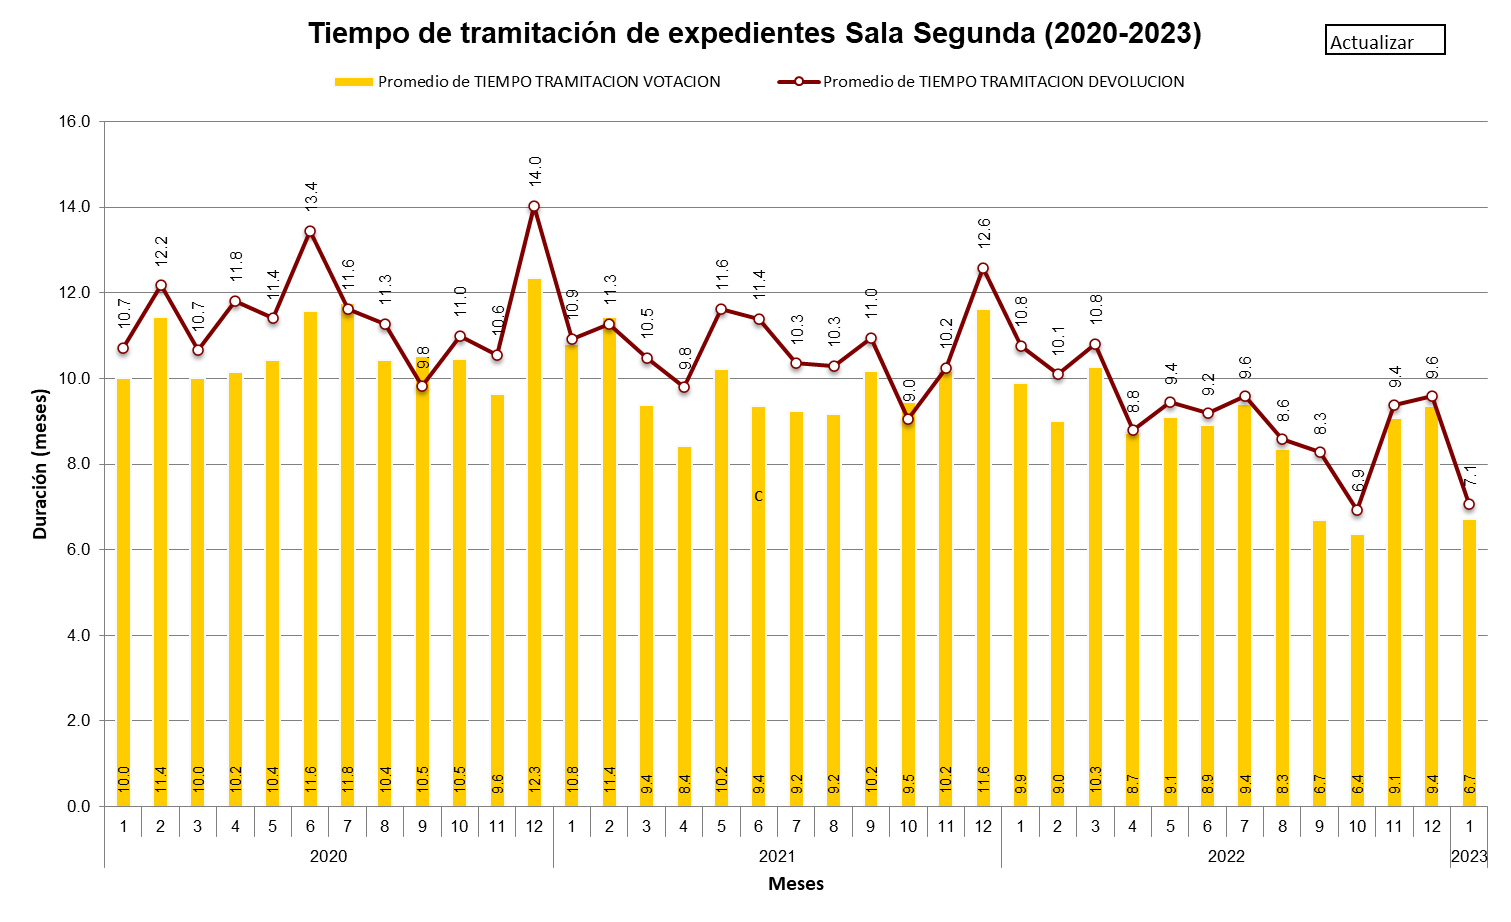 Tiempo de tramitación de expedientes Sala Segunda (2020-2023)
Actualizar
Promedio de TIEMPO TRAMITACION VOTACION
Promedio de TIEMPO TRAMITACION DEVOLUCION
Duración (meses)
16.0
14.0
12.0
10.0
8.0
6.0
4.0
2.0
0.0
10.7 12.2 10.7 11.8 11.4 13.4 11.6 11.3 9.8 11.0 10.6 14.0 10.9 11.3 10.5 9.8 11.6 11.4 10.3 10.3 11.0 9.0 10.2 12.6 10.8 10.1 10.8 8.8 9.4 9.2 9.6 8.6 8.3 6.9 9.4 9.6 7.1
C
10.0 11.4 10.0 10.2 10.4 11.6 11.8 10.4 10.5 10.5 9.6 12.3 10.8 11.4 9.4 8.4 10.2 9.4 9.2 9.2 10.2 9.5 10.2 11.6 9.9 9.0 10.3 8.7 9.1 8.9 9.4 8.3 6.7 6.4 9.1 9.4 6.7
1 2 3 4 5 6 7 8 9 10 11 12 1 2 3 4 5 6 7 8 9 10 11 12 1 2 3 4 5 6 7 8 9 10 11 12 1
2020 2021 2022 2023
Meses